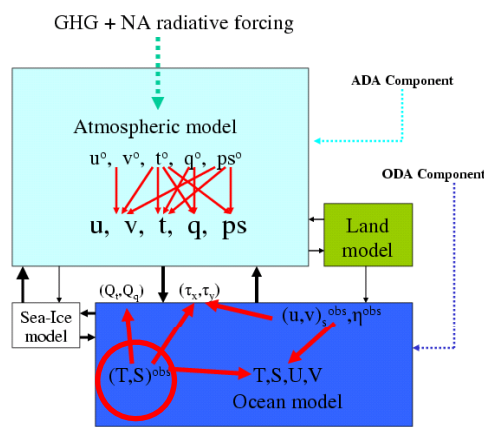 GHG + NA radiative forcing
ADA Component
Atmospheric model
uº, vº, tº, qº, psº
ODA Component
u, v, t, q, ps
Land
model
(Qt,Qq) (τx,τy)
Sea-Ice
model
(u,v)s^obs,η^obs
(T,S)^obs T,S,U,V
Ocean model